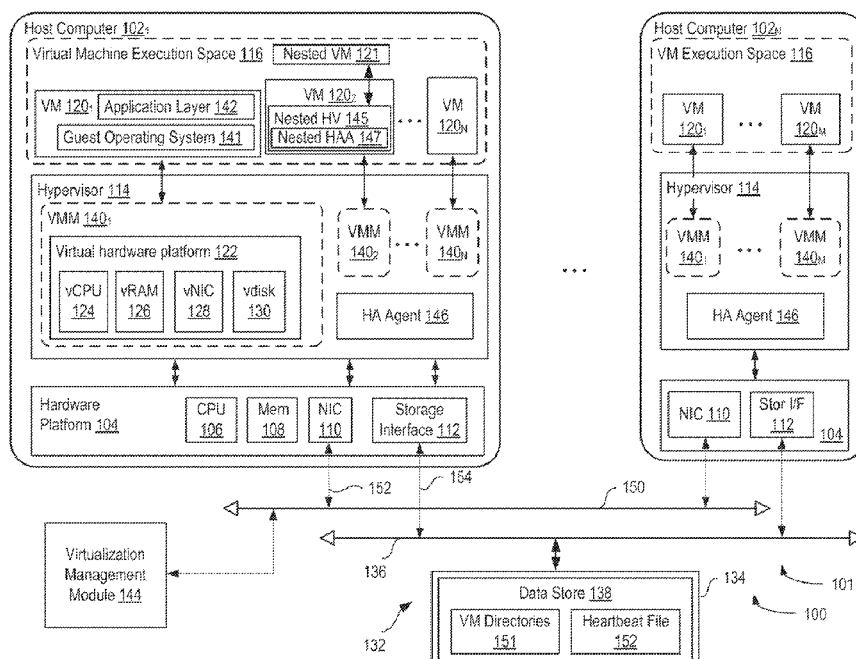 Host Computer 102₁
Virtual Machine Execution Space 116
Nested VM 121
VM 120₁
Application Layer 142
Guest Operating System 141
VM 120₂
Nested HV 145
Nested HAA 147
...
VM
120N
Hypervisor 114
VMM 140₁
Virtual hardware platform 122
vCPU
124
vRAM
126
vNIC
128
vdisk
130
VMM
140₂
...
VMM
140N
HA Agent 146
Hardware
Platform 104
CPU
106
Mem
108
NIC
110
Storage
Interface 112
...
Host Computer 102N
VM Execution Space 116
VM
120₁
...
VM
120M
Hypervisor 114
VMM
140₁
...
VMM
140M
HA Agent 146
NIC 110
Stor I/F
112
104
152
154
150
Virtualization
Management
Module 144
136
134
101
100
132
Data Store 138
VM Directories
151
Heartbeat File
152